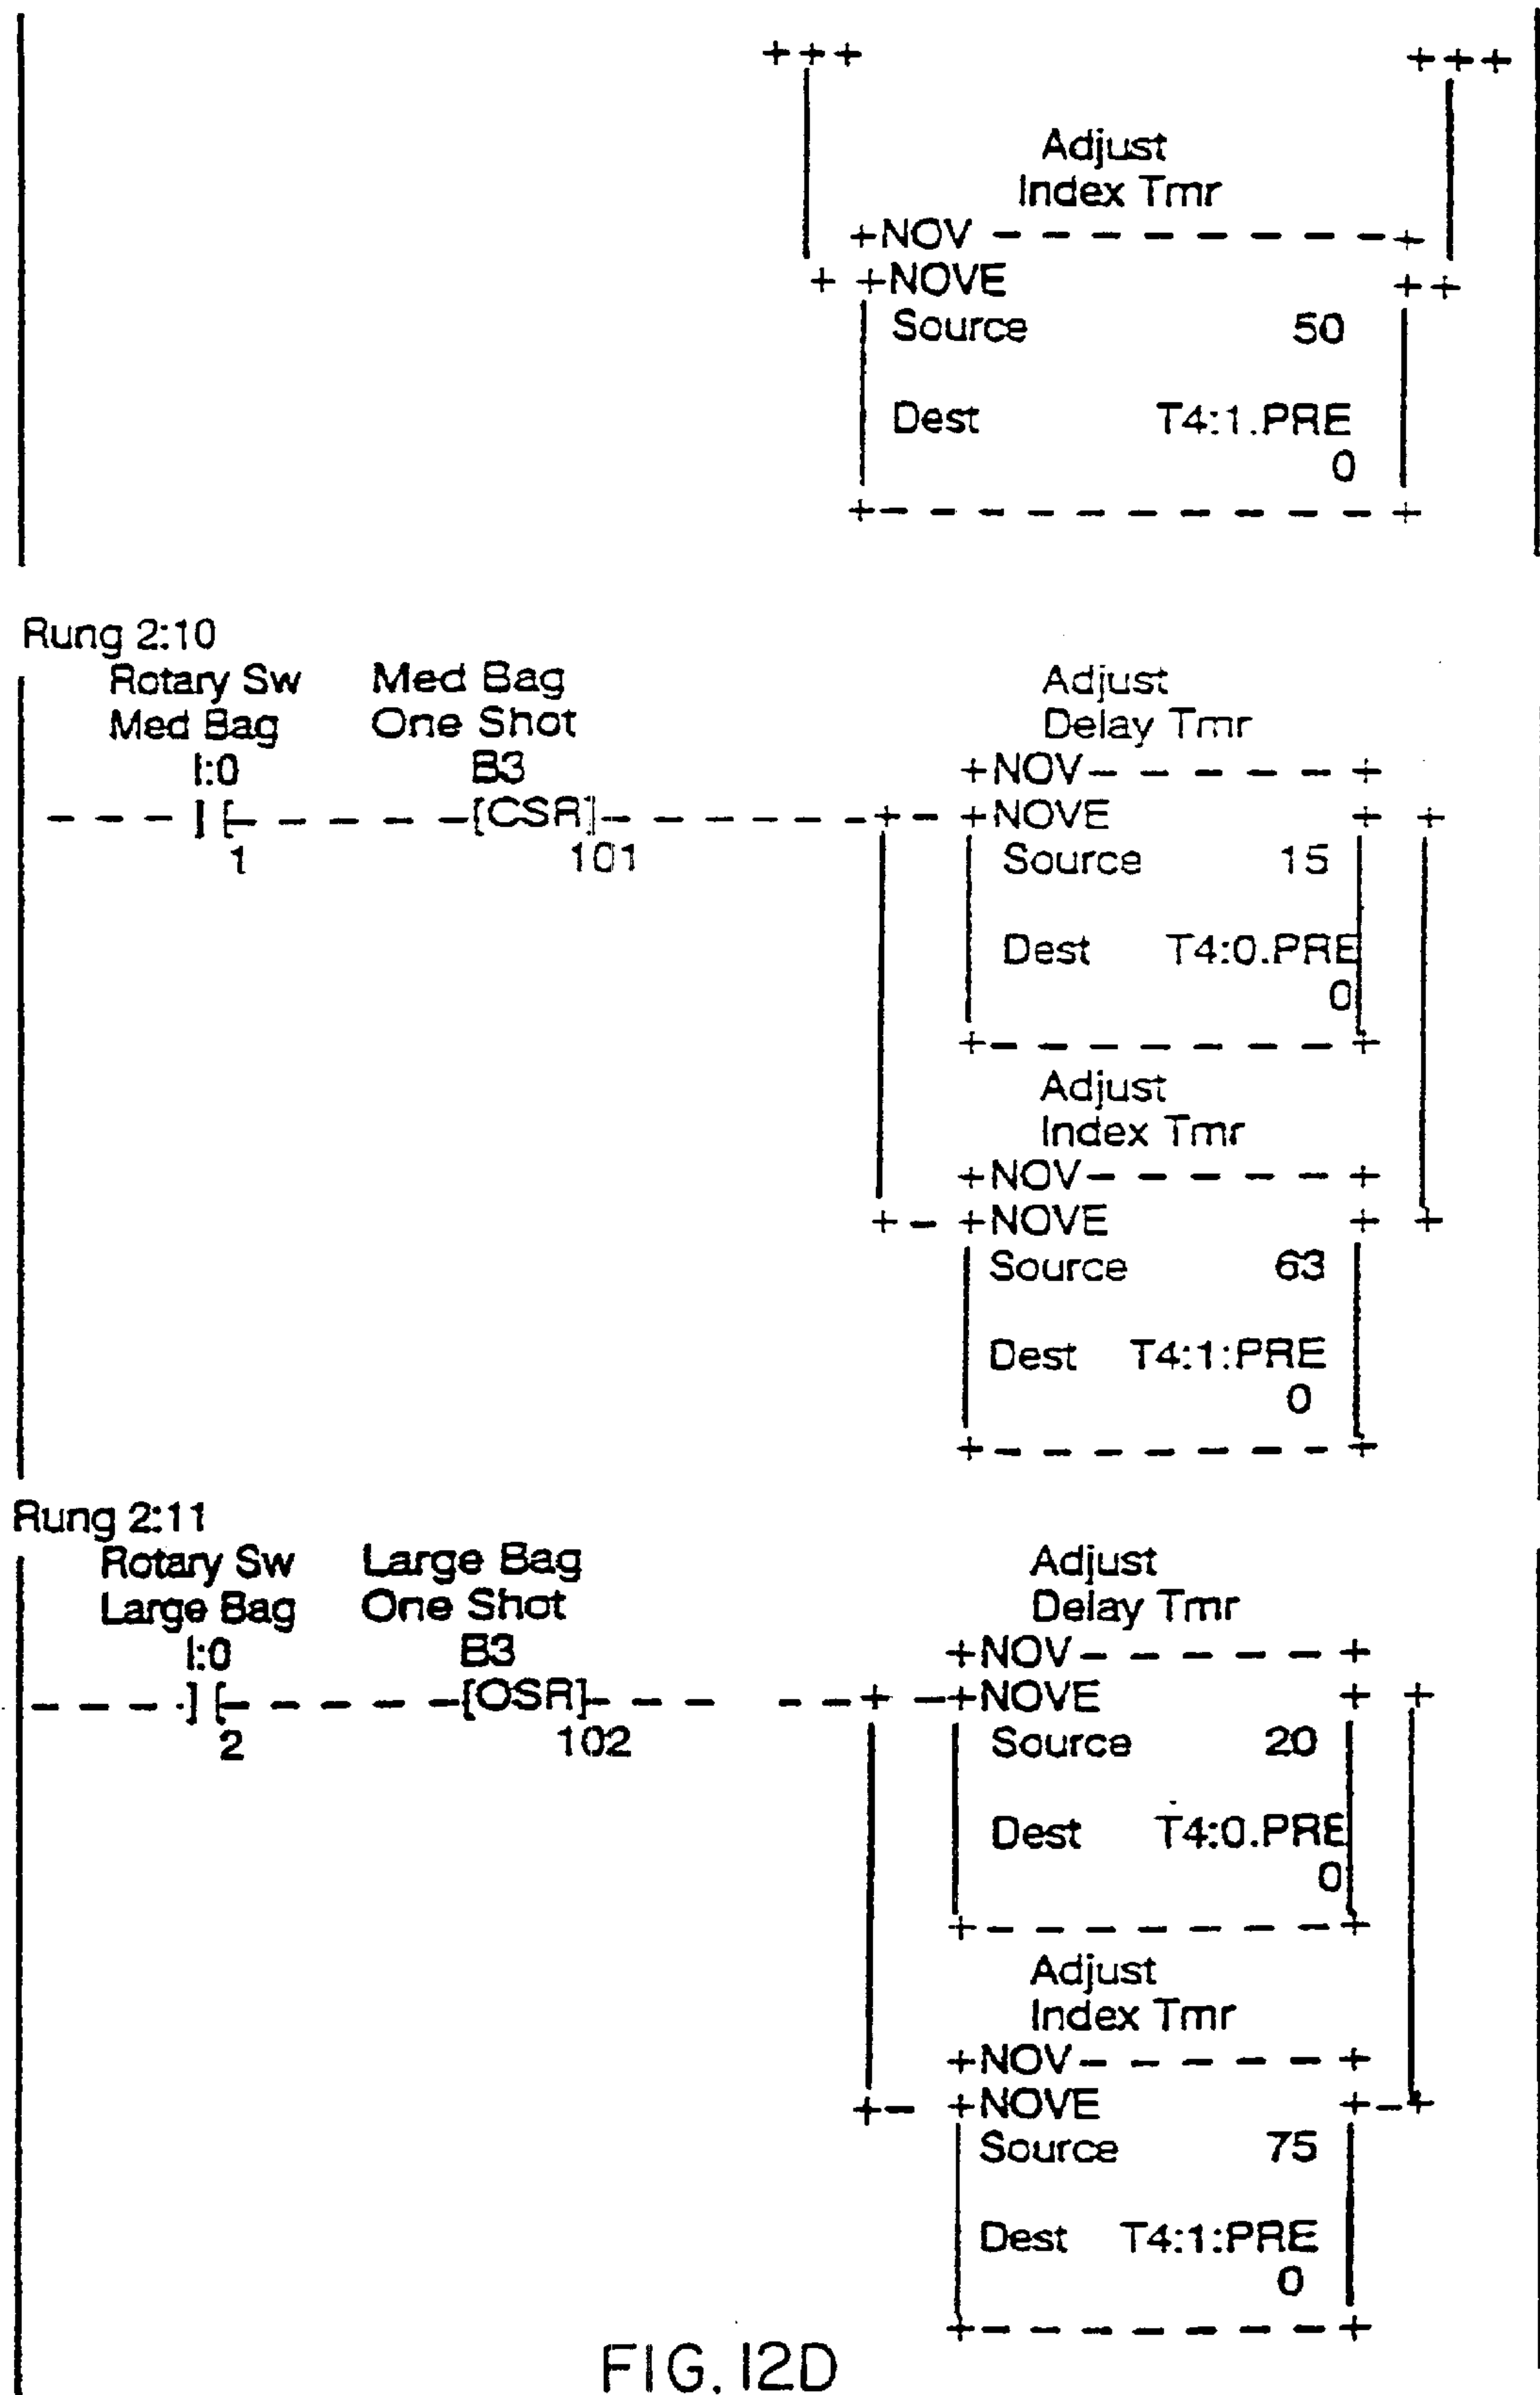 +++ +++
Adjust
Index Tmr
+NOV - - - - - - - - +
+ +NOVE ++
Source 50
Dest T4:1.PRE
0
+- - - - - - - - - - +
Rung 2:10
Rotary Sw Med Bag Adjust
Med Bag One Shot Delay Tmr
I:0 B3 +NOV- - - - - - +
- - - ] [- - - - -[CSR]- - - - - -+- +NOVE + +
1 101 Source 15
Dest T4:0.PRE
0
+- - - - - - - +
Adjust
Index Tmr
+NOV- - - - - - +
+- +NOVE + +
Source 63
Dest T4:1:PRE
0
+- - - - - - - +
Rung 2:11
Rotary Sw Large Bag Adjust
Large Bag One Shot Delay Tmr
I:0 B3 +NOV- - - - - +
- - - -] [- - - - -[OSR]- - - - -+ -+NOVE + +
2 102 Source 20
Dest T4:0.PRE
0
+- - - - - - - +
Adjust
Index Tmr
+NOV- - - - - +
+- +NOVE +-+
Source 75
Dest T4:1:PRE
0
+- - - - - - - +
FIG. 12D